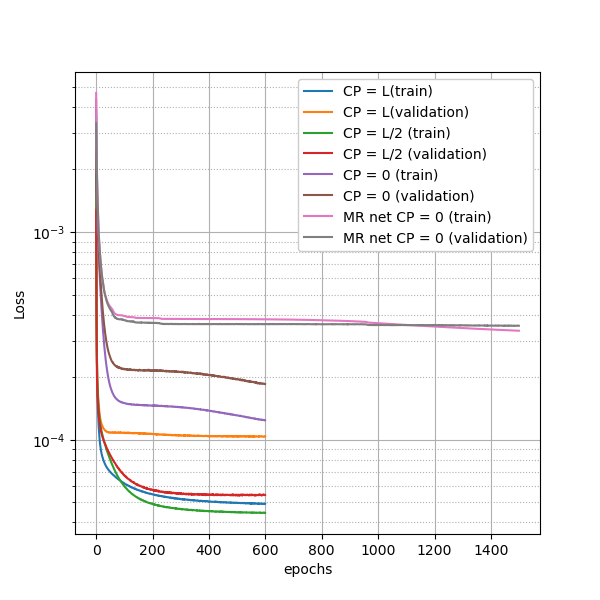 CP = L(train)
CP = L(validation)
CP = L/2 (train)
CP = L/2 (validation)
CP = 0 (train)
CP = 0 (validation)
MR net CP = 0 (train)
MR net CP = 0 (validation)
Loss
10⁻³
10⁻⁴
0 200 400 600 800 1000 1200 1400
epochs